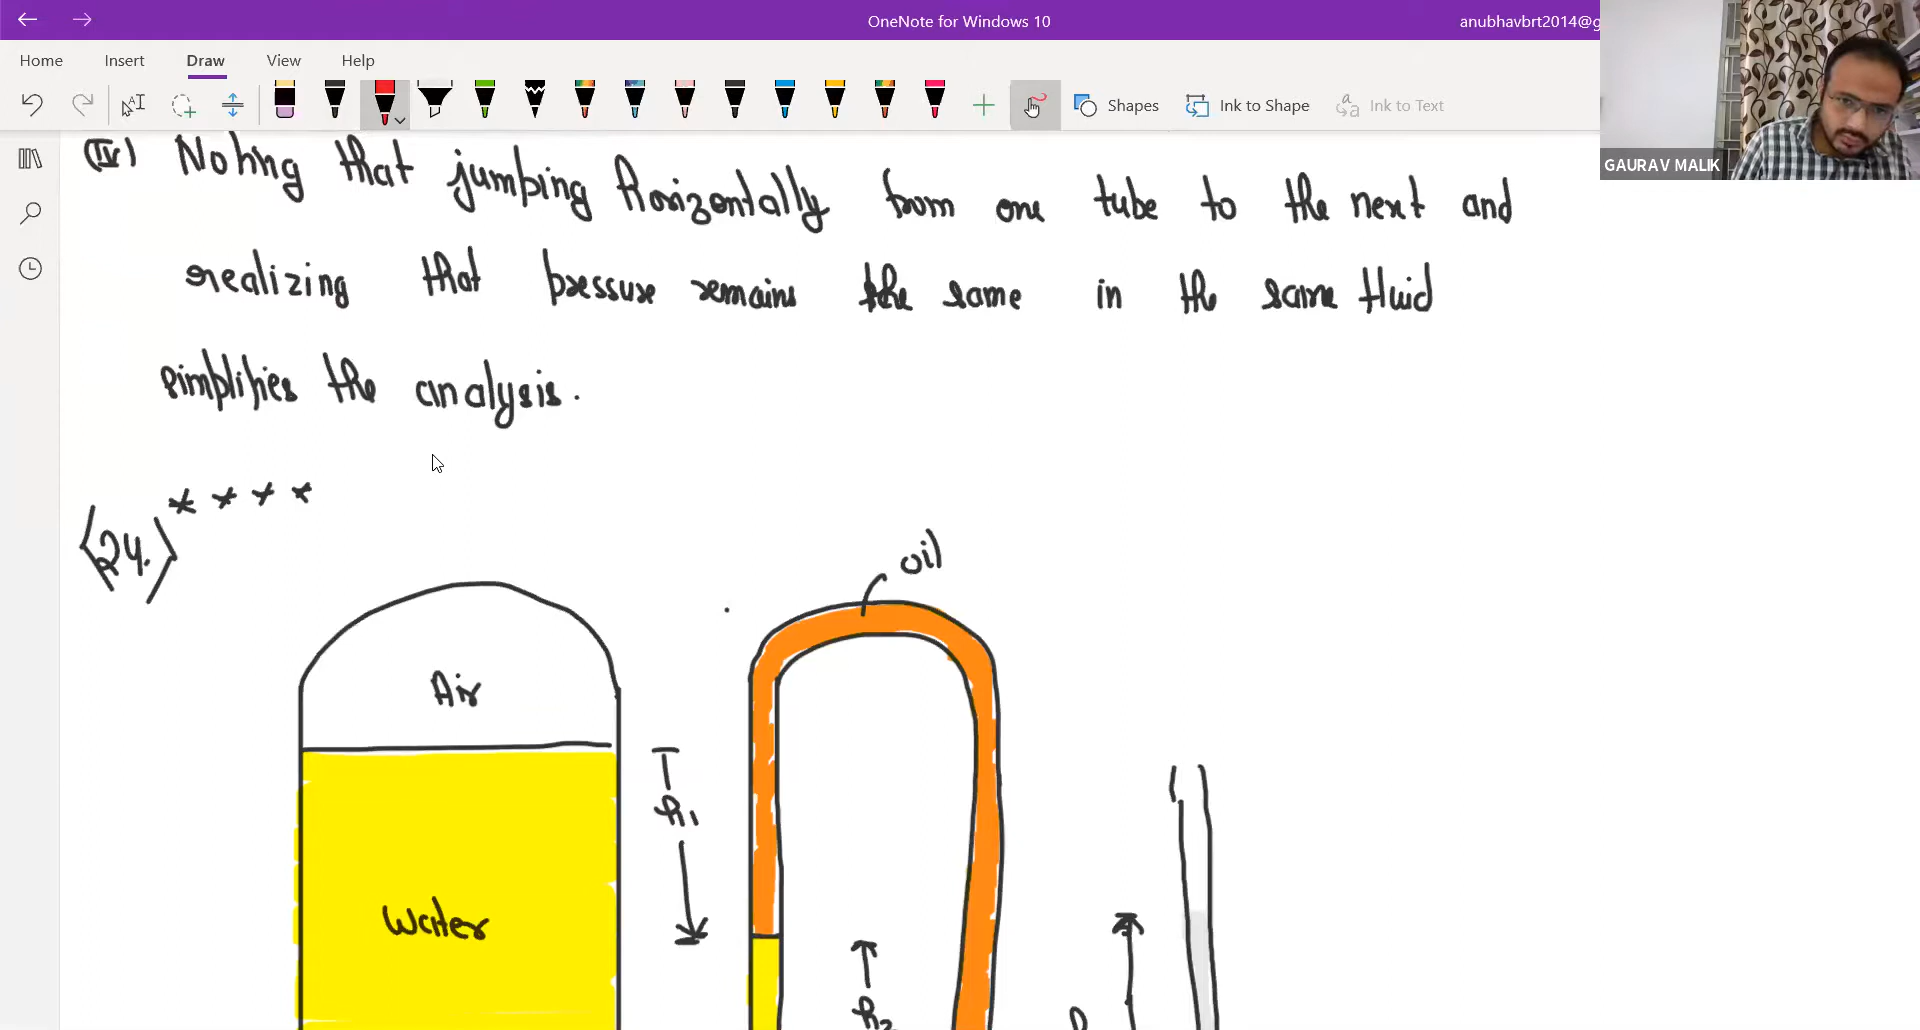 OneNote for Windows 10
anubhavbrt2014@g
Home Insert Draw View Help
Shapes Ink to Shape Ink to Text
GAURAV MALIK
(IV) Noting that jumping Horizontally from one tube to the next and
realizing that pressure remains the same in the same fluid
simplifies the analysis.
<24.> * * * *
oil
Air
h1
Water
h2